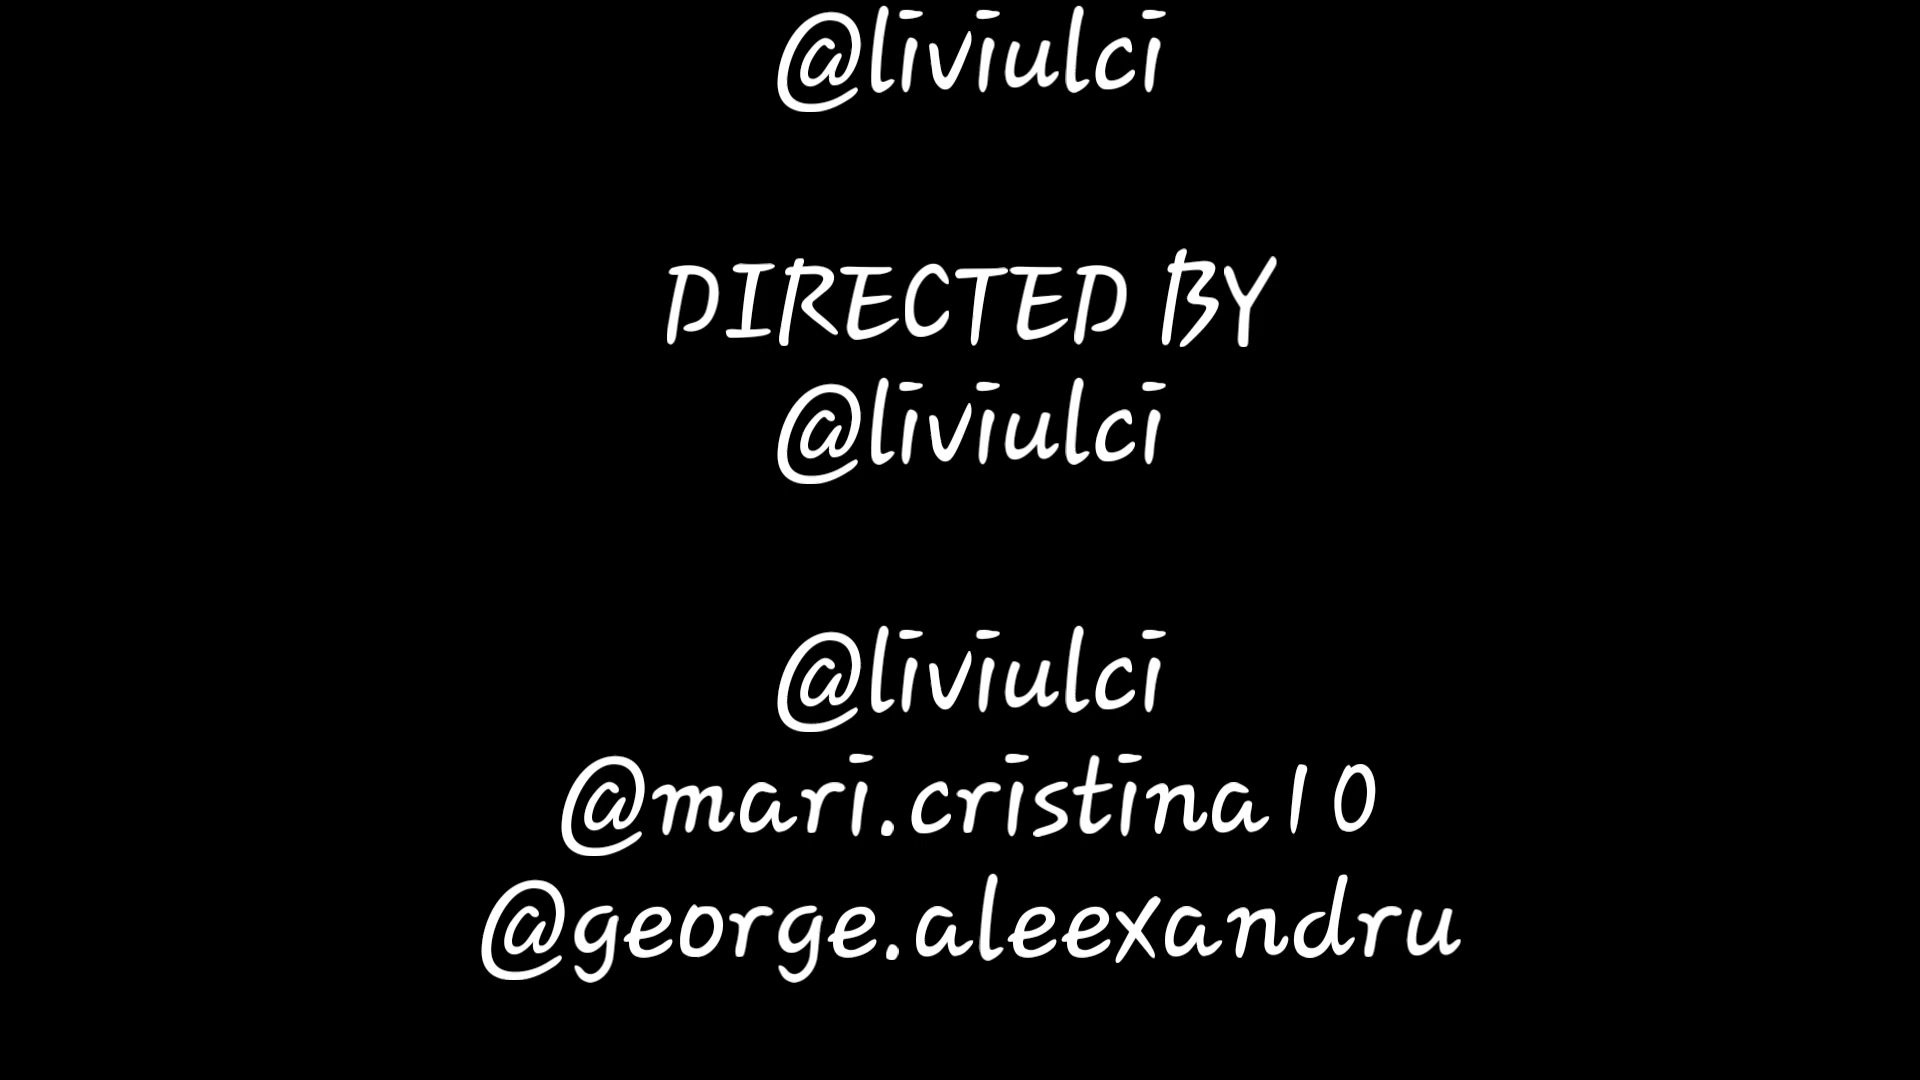 @liviulci
DIRECTED BY
@liviulci
@liviulci
@mari.cristina10
@george.aleexandru